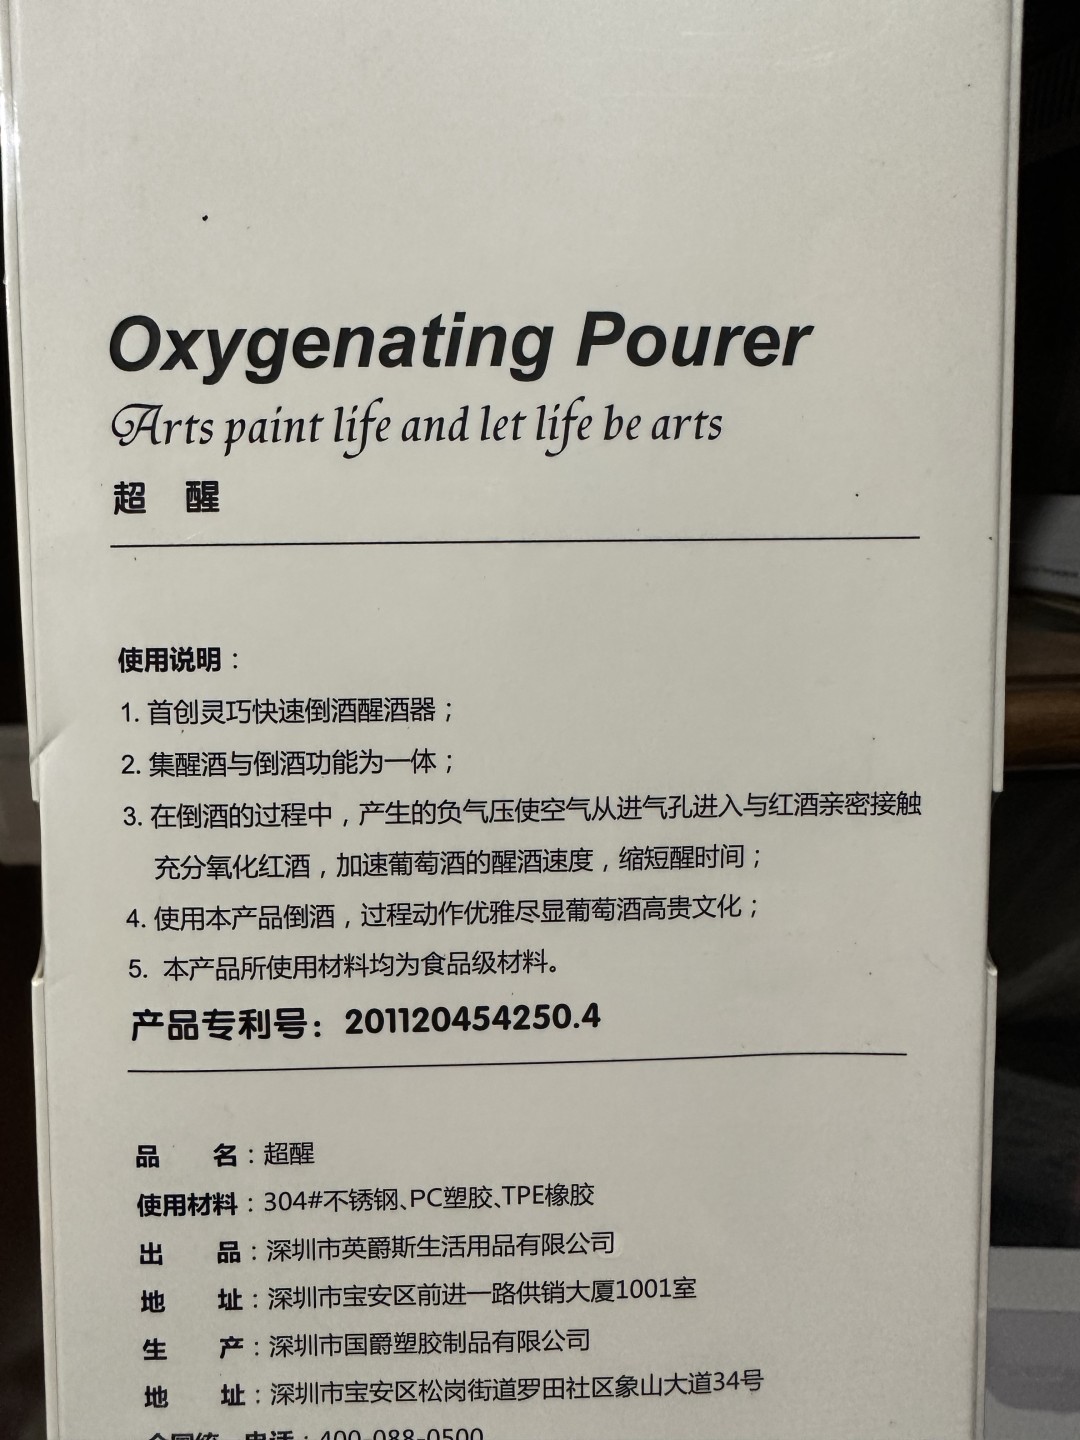 Oxygenating Pourer
Arts paint life and let life be arts
超 醒
使用说明：
1. 首创灵巧快速倒酒醒酒器；
2. 集醒酒与倒酒功能为一体；
3. 在倒酒的过程中，产生的负气压使空气从进气孔进入与红酒亲密接触
充分氧化红酒，加速葡萄酒的醒酒速度，缩短醒时间；
4. 使用本产品倒酒，过程动作优雅尽显葡萄酒高贵文化；
5. 本产品所使用材料均为食品级材料。
产品专利号：201120454250.4
品 名：超醒
使用材料：304#不锈钢、PC塑胶、TPE橡胶
出 品：深圳市英爵斯生活用品有限公司
地 址：深圳市宝安区前进一路供销大厦1001室
生 产：深圳市国爵塑胶制品有限公司
地 址：深圳市宝安区松岗街道罗田社区象山大道34号
全国统一电话：400-088-0500